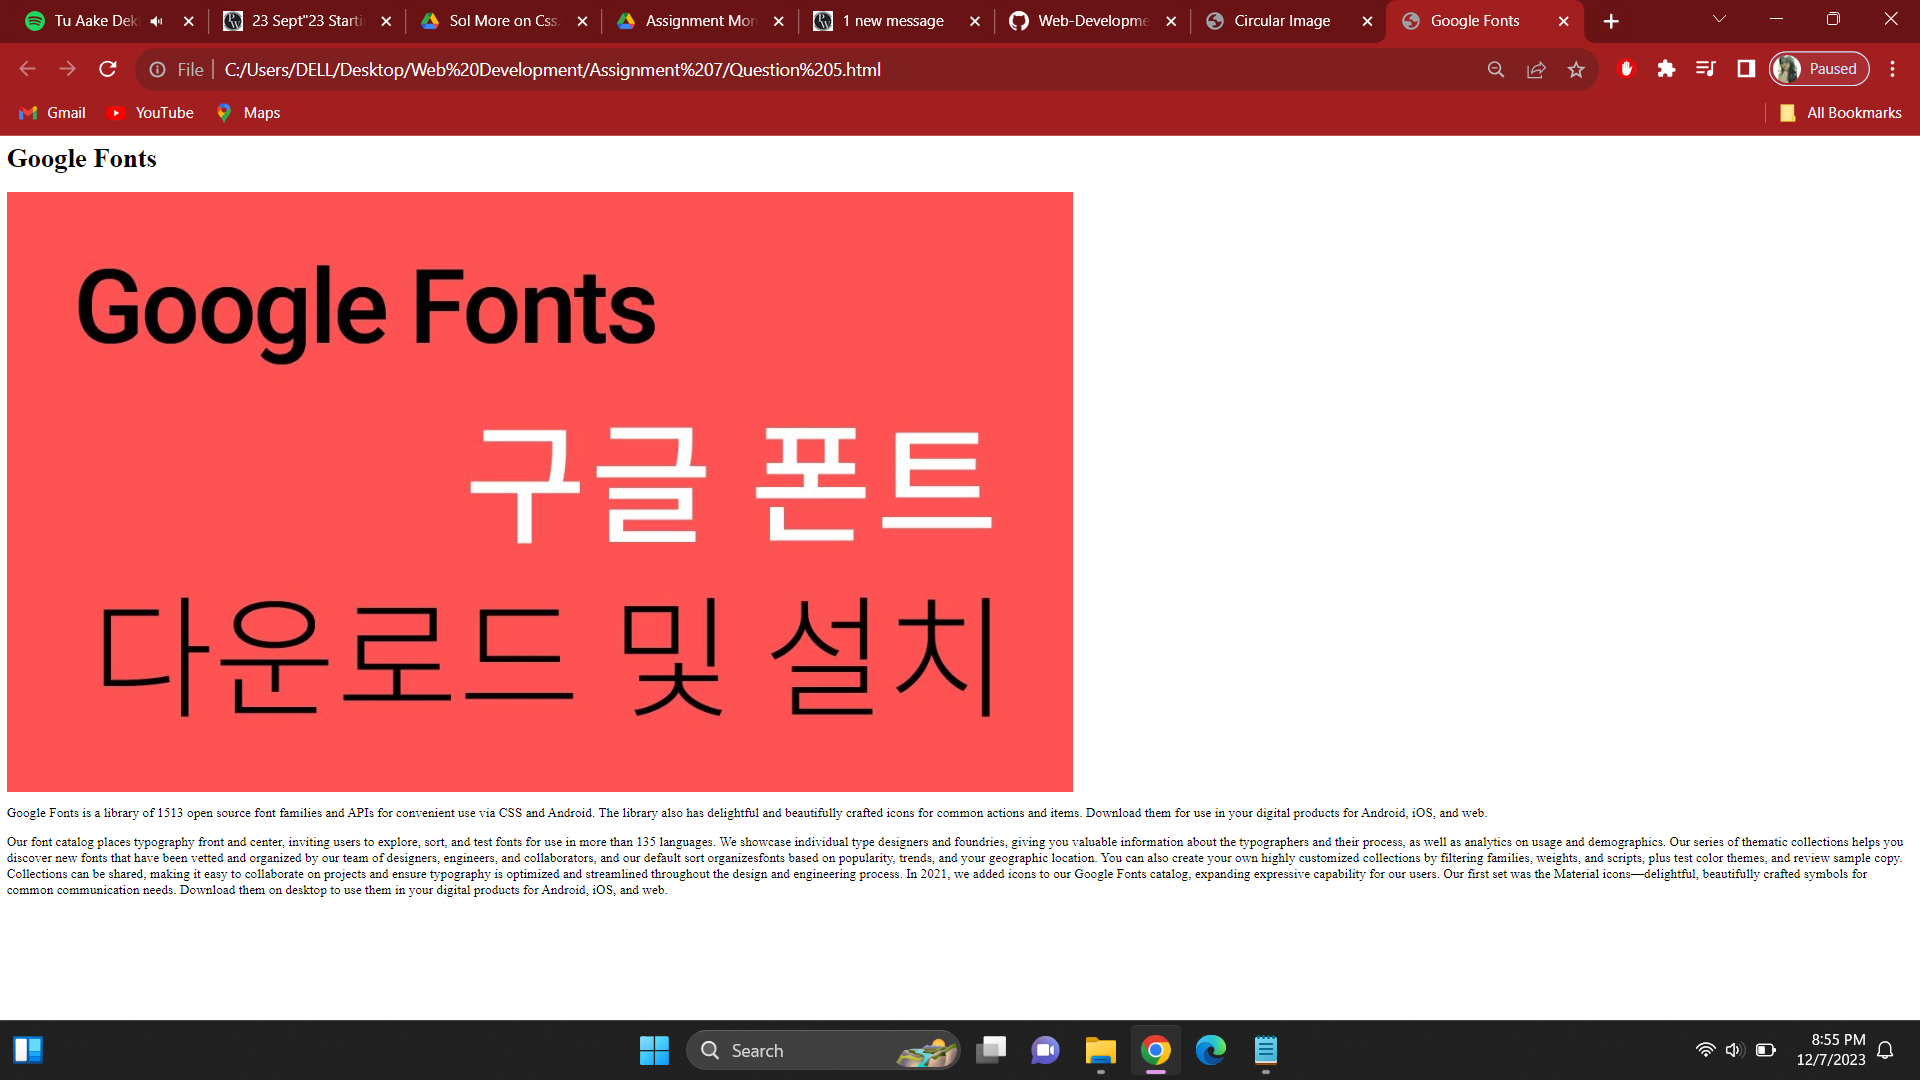 Tu Aake Dek
23 Sept"23 Starti
Sol More on Css.
Assignment Mor
1 new message
Web-Developme
Circular Image
Google Fonts
File
C:/Users/DELL/Desktop/Web%20Development/Assignment%207/Question%205.html
Paused
Gmail
YouTube
Maps
All Bookmarks
Google Fonts
Google Fonts
구글 폰트
다운로드 및 설치
Google Fonts is a library of 1513 open source font families and APIs for convenient use via CSS and Android. The library also has delightful and beautifully crafted icons for common actions and items. Download them for use in your digital products for Android, iOS, and web.
Our font catalog places typography front and center, inviting users to explore, sort, and test fonts for use in more than 135 languages. We showcase individual type designers and foundries, giving you valuable information about the typographers and their process, as well as analytics on usage and demographics. Our series of thematic collections helps you
discover new fonts that have been vetted and organized by our team of designers, engineers, and collaborators, and our default sort organizesfonts based on popularity, trends, and your geographic location. You can also create your own highly customized collections by filtering families, weights, and scripts, plus test color themes, and review sample copy.
Collections can be shared, making it easy to collaborate on projects and ensure typography is optimized and streamlined throughout the design and engineering process. In 2021, we added icons to our Google Fonts catalog, expanding expressive capability for our users. Our first set was the Material icons—delightful, beautifully crafted symbols for
common communication needs. Download them on desktop to use them in your digital products for Android, iOS, and web.
Search
8:55 PM
12/7/2023